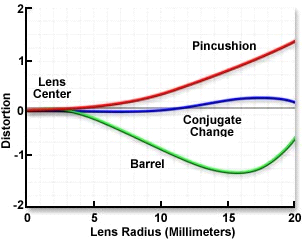 2
Pincushion
1
Lens
Center
0
Conjugate
Change
Distortion
-1
Barrel
-2
0
5
10
15
20
Lens Radius (Millimeters)